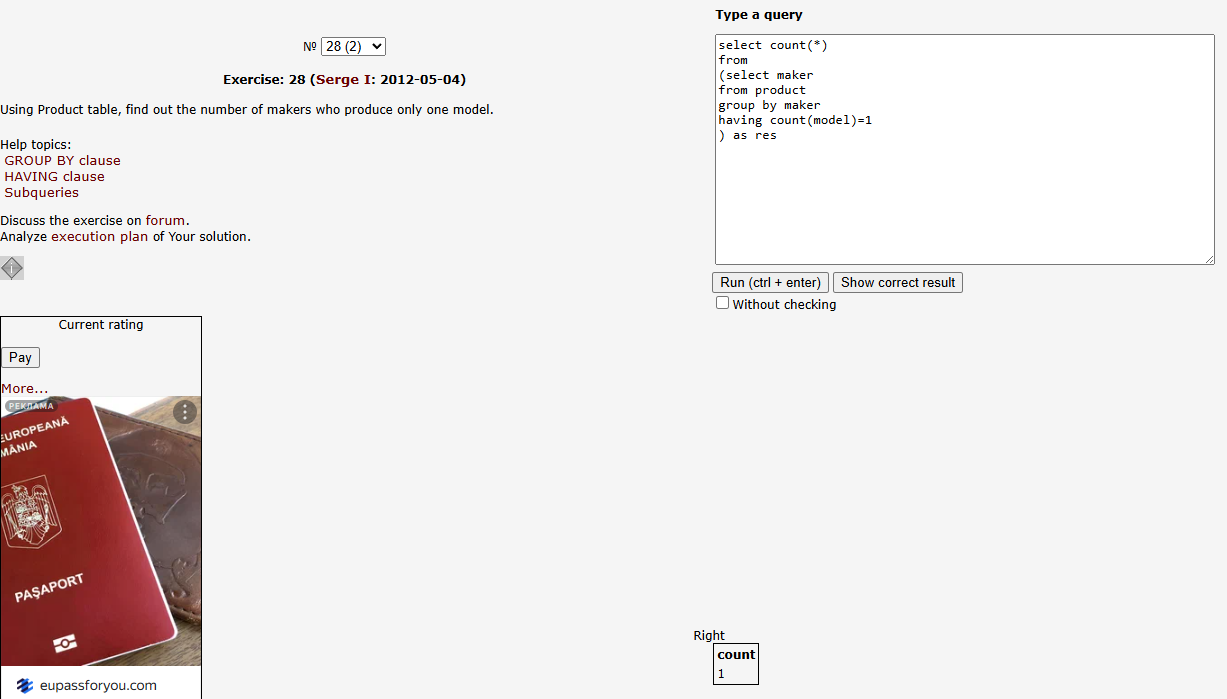 № 28 (2)
Exercise: 28 (Serge I: 2012-05-04)
Using Product table, find out the number of makers who produce only one model.
Help topics:
GROUP BY clause
HAVING clause
Subqueries
Discuss the exercise on forum.
Analyze execution plan of Your solution.
Current rating
Pay
More...
РЕКЛАМА
EUROPEANĂ
MÂNIA
PAŞAPORT
eupassforyou.com
Type a query
select count(*)
from
(select maker
from product
group by maker
having count(model)=1
) as res
Run (ctrl + enter) Show correct result
Without checking
Right
count
1